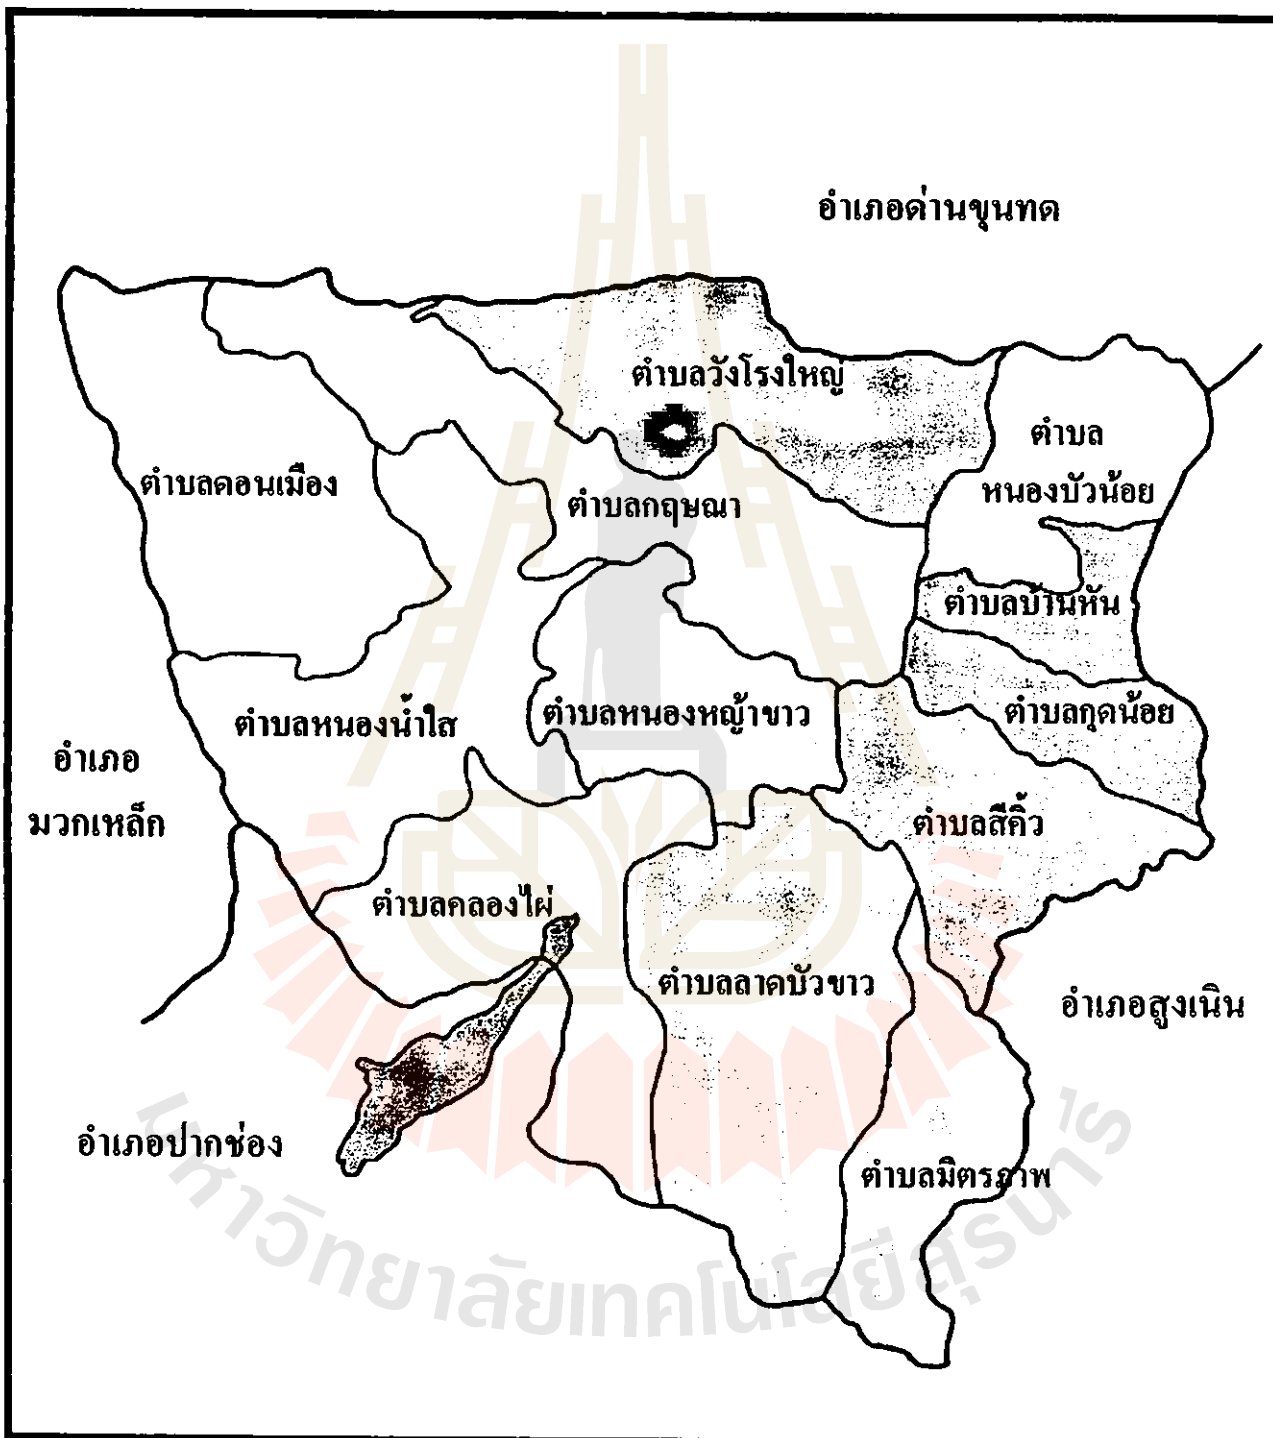 อำเภอด่านขุนทด
ตำบลวังโรงใหญ่
ตำบล
หนองบัวน้อย
ตำบลดอนเมือง
ตำบลกฤษณา
ตำบลบ้านหัน
ตำบลกุดน้อย
ตำบลหนองน้ำใส
ตำบลหนองหญ้าขาว
อำเภอ
มวกเหล็ก
ตำบลสีคิ้ว
ตำบลคลองไผ่
ตำบลลาดบัวขาว
อำเภอสูงเนิน
อำเภอปากช่อง
ตำบลมิตรภาพ
มหาวิทยาลัยเทคโนโลยีสุรนารี